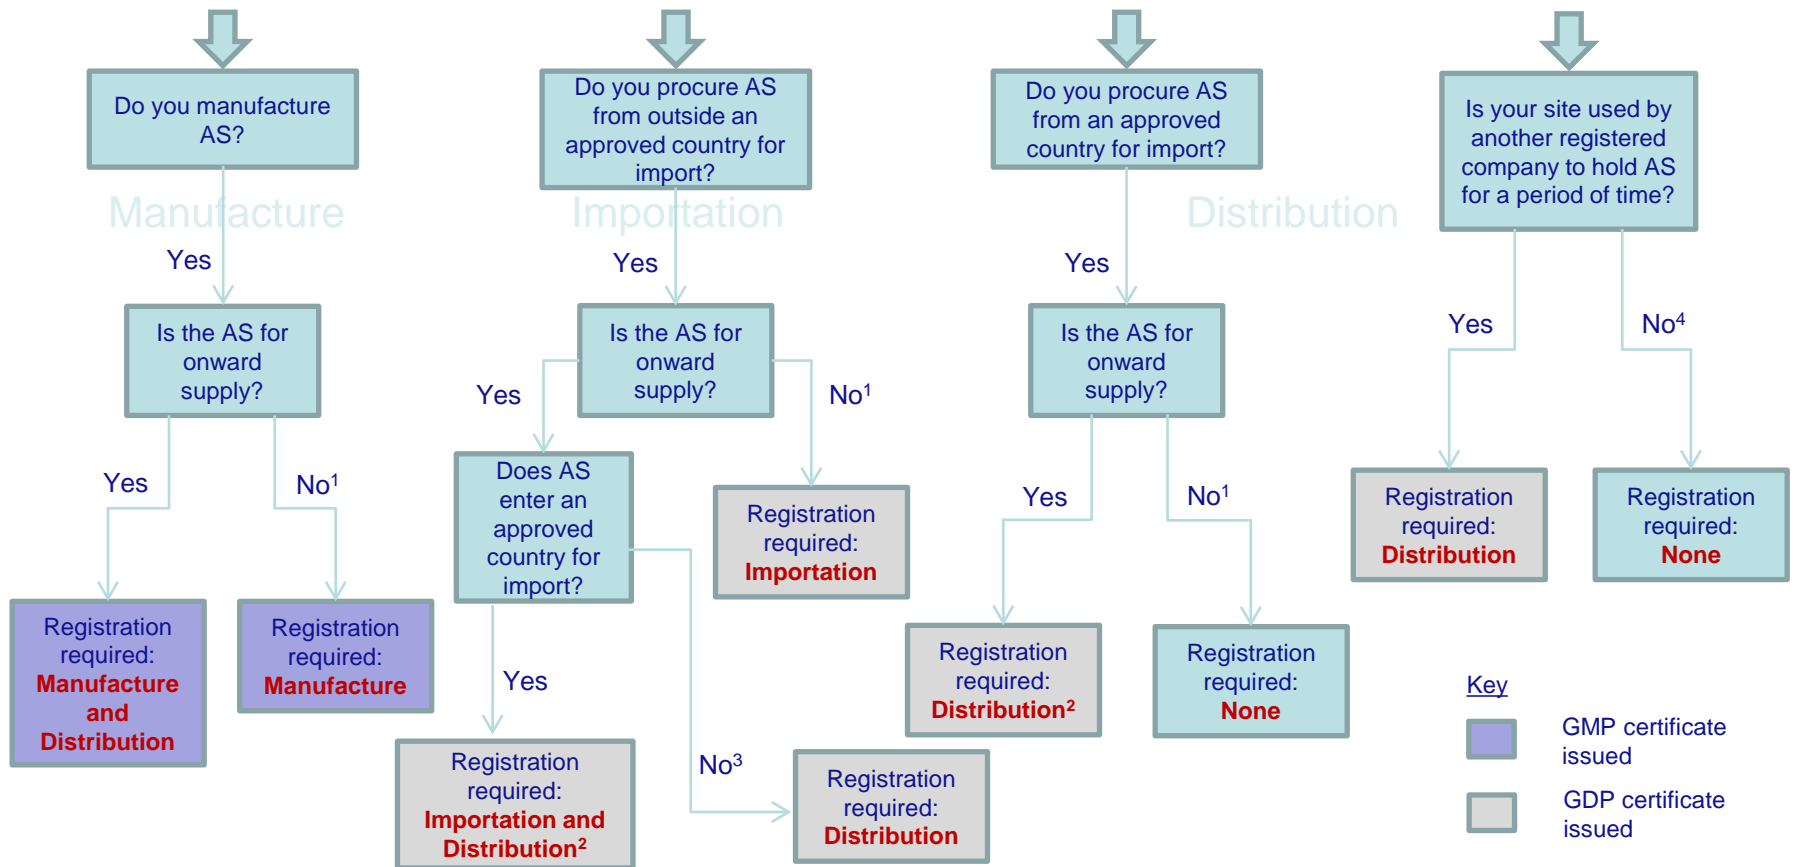 Do you manufacture
AS?
Manufacture
Yes
Is the AS for
onward
supply?
Yes
No¹
Registration
required:
Manufacture
and
Distribution
Registration
required:
Manufacture
Do you procure AS
from outside an
approved country for
import?
Importation
Yes
Is the AS for
onward
supply?
Yes
No¹
Does AS
enter an
approved
country for
import?
Registration
required:
Importation
Yes
No³
Registration
required:
Importation and
Distribution²
Registration
required:
Distribution
Do you procure AS
from an approved
country for import?
Distribution
Yes
Is the AS for
onward
supply?
Yes
No¹
Registration
required:
Distribution²
Registration
required:
None
Is your site used by
another registered
company to hold AS
for a period of time?
Yes
No⁴
Registration
required:
Distribution
Registration
required:
None
Key
GMP certificate
issued
GDP certificate
issued